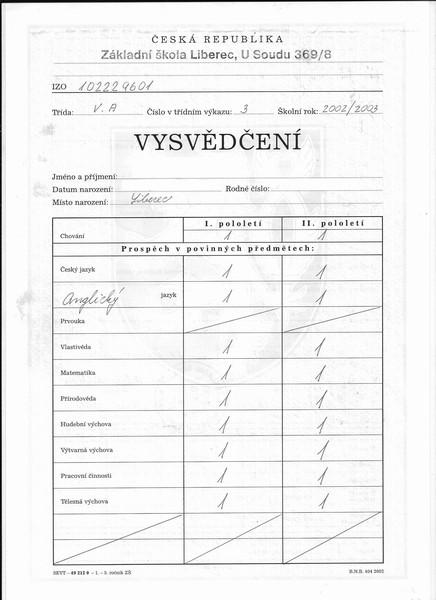 ČESKÁ REPUBLIKA
Základní škola Liberec, U Soudu 369/8
IZO 102229601
Třída: V. A Číslo v třídním výkazu: 3 Školní rok: 2002/2003
VYSVĚDČENÍ
Jméno a příjmení:
Datum narození: Rodné číslo:
Místo narození: Liberec
I. pololetí II. pololetí
Chování 1 1
Prospěch v povinných předmětech:
Český jazyk 1 1
Anglický jazyk 1 1
Prvouka
Vlastivěda 1 1
Matematika 1 1
Přírodověda 1 1
Hudební výchova 1 1
Výtvarná výchova 1 1
Pracovní činnosti 1 1
Tělesná výchova 1 1
SEVT – 49 212 0 – 1. – 5. ročník ZŠ B.N.B. 404 2002